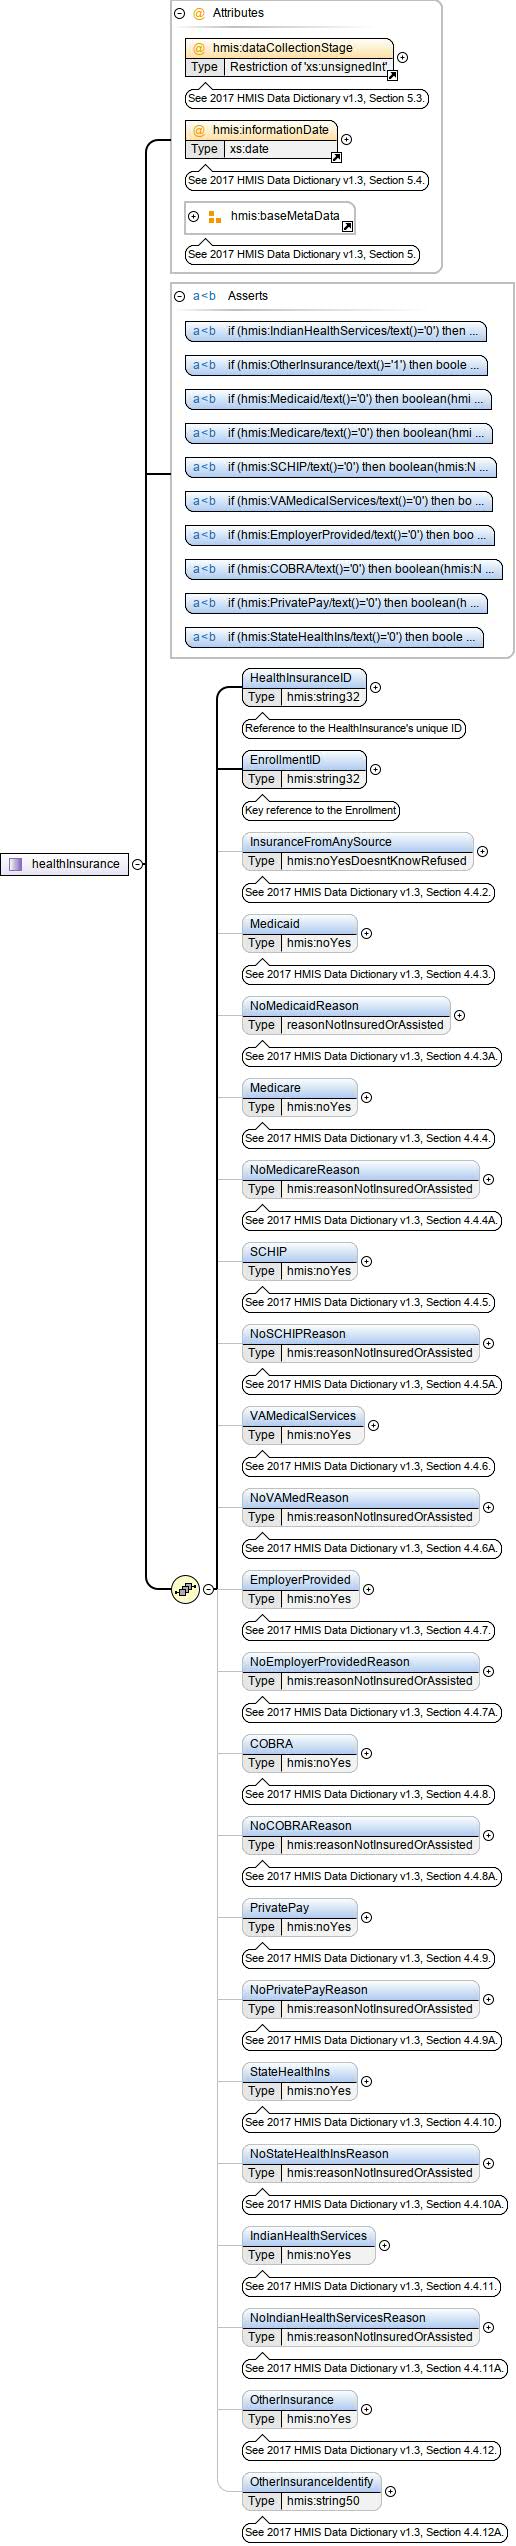 @ Attributes
@ hmis:dataCollectionStage
Type Restriction of 'xs:unsignedInt'
See 2017 HMIS Data Dictionary v1.3, Section 5.3.
@ hmis:informationDate
Type xs:date
See 2017 HMIS Data Dictionary v1.3, Section 5.4.
hmis:baseMetaData
See 2017 HMIS Data Dictionary v1.3, Section 5.
a<b Asserts
a<b if (hmis:IndianHealthServices/text()='0') then ...
a<b if (hmis:OtherInsurance/text()='1') then boole ...
a<b if (hmis:Medicaid/text()='0') then boolean(hmi ...
a<b if (hmis:Medicare/text()='0') then boolean(hmi ...
a<b if (hmis:SCHIP/text()='0') then boolean(hmis:N ...
a<b if (hmis:VAMedicalServices/text()='0') then bo ...
a<b if (hmis:EmployerProvided/text()='0') then boo ...
a<b if (hmis:COBRA/text()='0') then boolean(hmis:N ...
a<b if (hmis:PrivatePay/text()='0') then boolean(h ...
a<b if (hmis:StateHealthIns/text()='0') then boole ...
HealthInsuranceID
Type hmis:string32
Reference to the HealthInsurance's unique ID
EnrollmentID
Type hmis:string32
Key reference to the Enrollment
InsuranceFromAnySource
healthInsurance
Type hmis:noYesDoesntKnowRefused
See 2017 HMIS Data Dictionary v1.3, Section 4.4.2.
Medicaid
Type hmis:noYes
See 2017 HMIS Data Dictionary v1.3, Section 4.4.3.
NoMedicaidReason
Type reasonNotInsuredOrAssisted
See 2017 HMIS Data Dictionary v1.3, Section 4.4.3A.
Medicare
Type hmis:noYes
See 2017 HMIS Data Dictionary v1.3, Section 4.4.4.
NoMedicareReason
Type hmis:reasonNotInsuredOrAssisted
See 2017 HMIS Data Dictionary v1.3, Section 4.4.4A.
SCHIP
Type hmis:noYes
See 2017 HMIS Data Dictionary v1.3, Section 4.4.5.
NoSCHIPReason
Type hmis:reasonNotInsuredOrAssisted
See 2017 HMIS Data Dictionary v1.3, Section 4.4.5A.
VAMedicalServices
Type hmis:noYes
See 2017 HMIS Data Dictionary v1.3, Section 4.4.6.
NoVAMedReason
Type hmis:reasonNotInsuredOrAssisted
See 2017 HMIS Data Dictionary v1.3, Section 4.4.6A.
EmployerProvided
Type hmis:noYes
See 2017 HMIS Data Dictionary v1.3, Section 4.4.7.
NoEmployerProvidedReason
Type hmis:reasonNotInsuredOrAssisted
See 2017 HMIS Data Dictionary v1.3, Section 4.4.7A.
COBRA
Type hmis:noYes
See 2017 HMIS Data Dictionary v1.3, Section 4.4.8.
NoCOBRAReason
Type hmis:reasonNotInsuredOrAssisted
See 2017 HMIS Data Dictionary v1.3, Section 4.4.8A.
PrivatePay
Type hmis:noYes
See 2017 HMIS Data Dictionary v1.3, Section 4.4.9.
NoPrivatePayReason
Type hmis:reasonNotInsuredOrAssisted
See 2017 HMIS Data Dictionary v1.3, Section 4.4.9A.
StateHealthIns
Type hmis:noYes
See 2017 HMIS Data Dictionary v1.3, Section 4.4.10.
NoStateHealthInsReason
Type hmis:reasonNotInsuredOrAssisted
See 2017 HMIS Data Dictionary v1.3, Section 4.4.10A.
IndianHealthServices
Type hmis:noYes
See 2017 HMIS Data Dictionary v1.3, Section 4.4.11.
NoIndianHealthServicesReason
Type hmis:reasonNotInsuredOrAssisted
See 2017 HMIS Data Dictionary v1.3, Section 4.4.11A.
OtherInsurance
Type hmis:noYes
See 2017 HMIS Data Dictionary v1.3, Section 4.4.12.
OtherInsuranceIdentify
Type hmis:string50
See 2017 HMIS Data Dictionary v1.3, Section 4.4.12A.